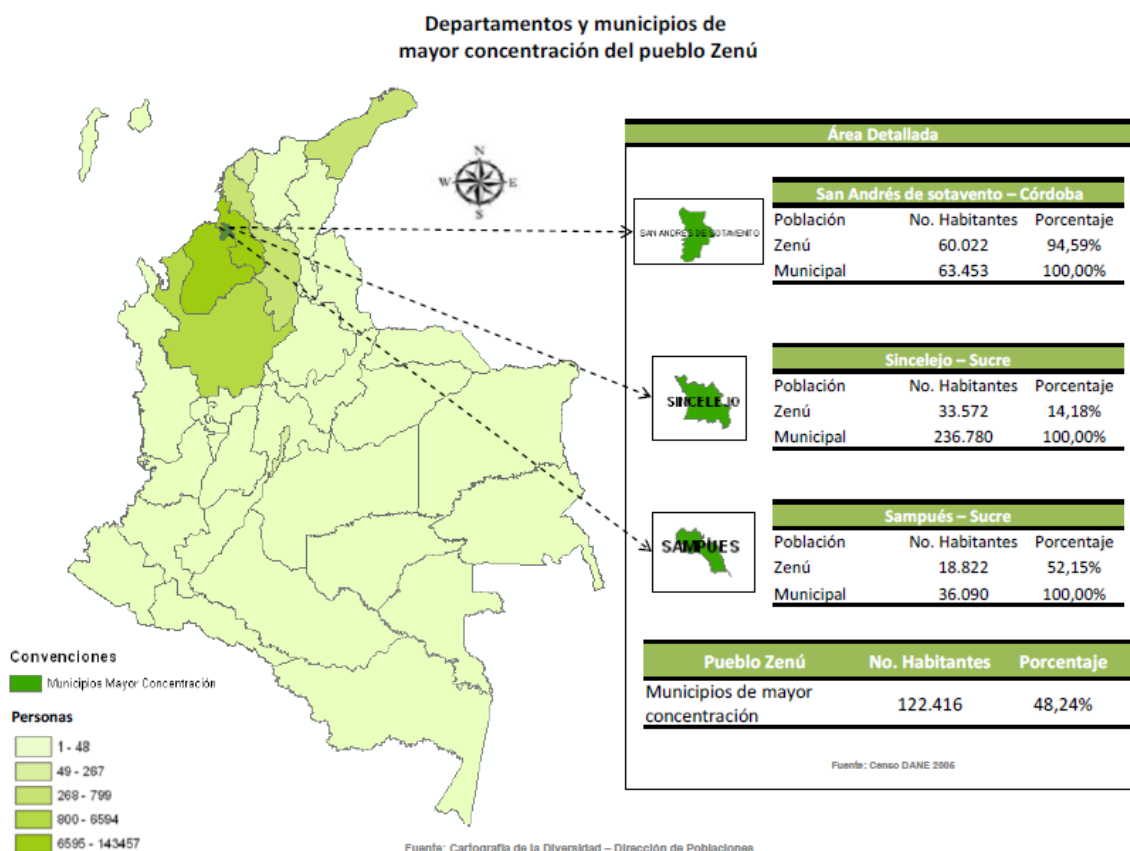 Departamentos y municipios de
mayor concentración del pueblo Zenú
N
W E
S
Área Detallada
San Andrés de sotavento – Córdoba
Población No. Habitantes Porcentaje
Zenú 60.022 94,59%
Municipal 63.453 100,00%
SAN ANDRES DE SOTAVENTO
Sincelejo – Sucre
Población No. Habitantes Porcentaje
Zenú 33.572 14,18%
Municipal 236.780 100,00%
SINCELEJO
Sampués – Sucre
Población No. Habitantes Porcentaje
Zenú 18.822 52,15%
Municipal 36.090 100,00%
SAMPUES
Pueblo Zenú No. Habitantes Porcentaje
Municipios de mayor
concentración 122.416 48,24%
Fuente: Censo DANE 2005
Convenciones
Municipios Mayor Concentración
Personas
1 - 48
49 - 267
268 - 799
800 - 6594
6595 - 143457
Fuente: Cartografía de la Diversidad – Dirección de Poblaciones